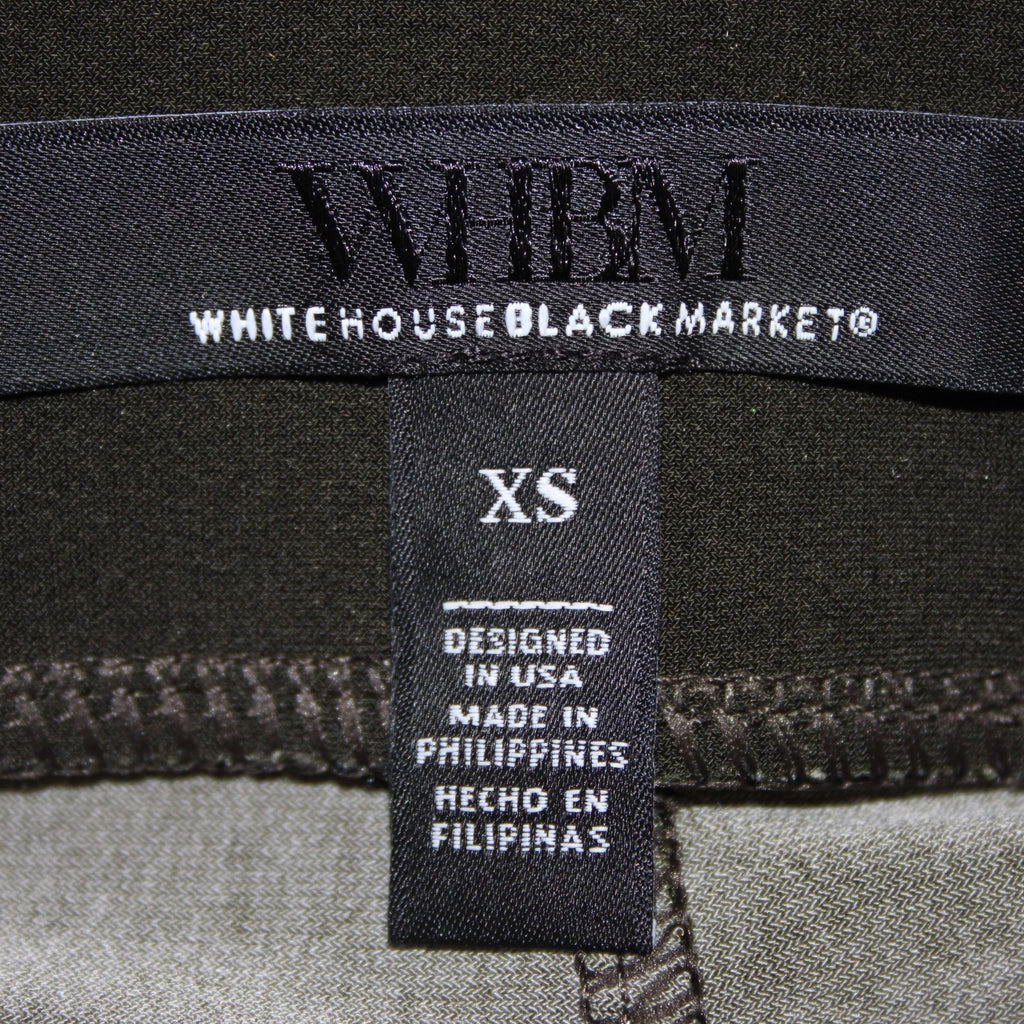 WHBM
WHITEHOUSEBLACKMARKET®
XS
DESIGNED
IN USA
MADE IN
PHILIPPINES
HECHO EN
FILIPINAS